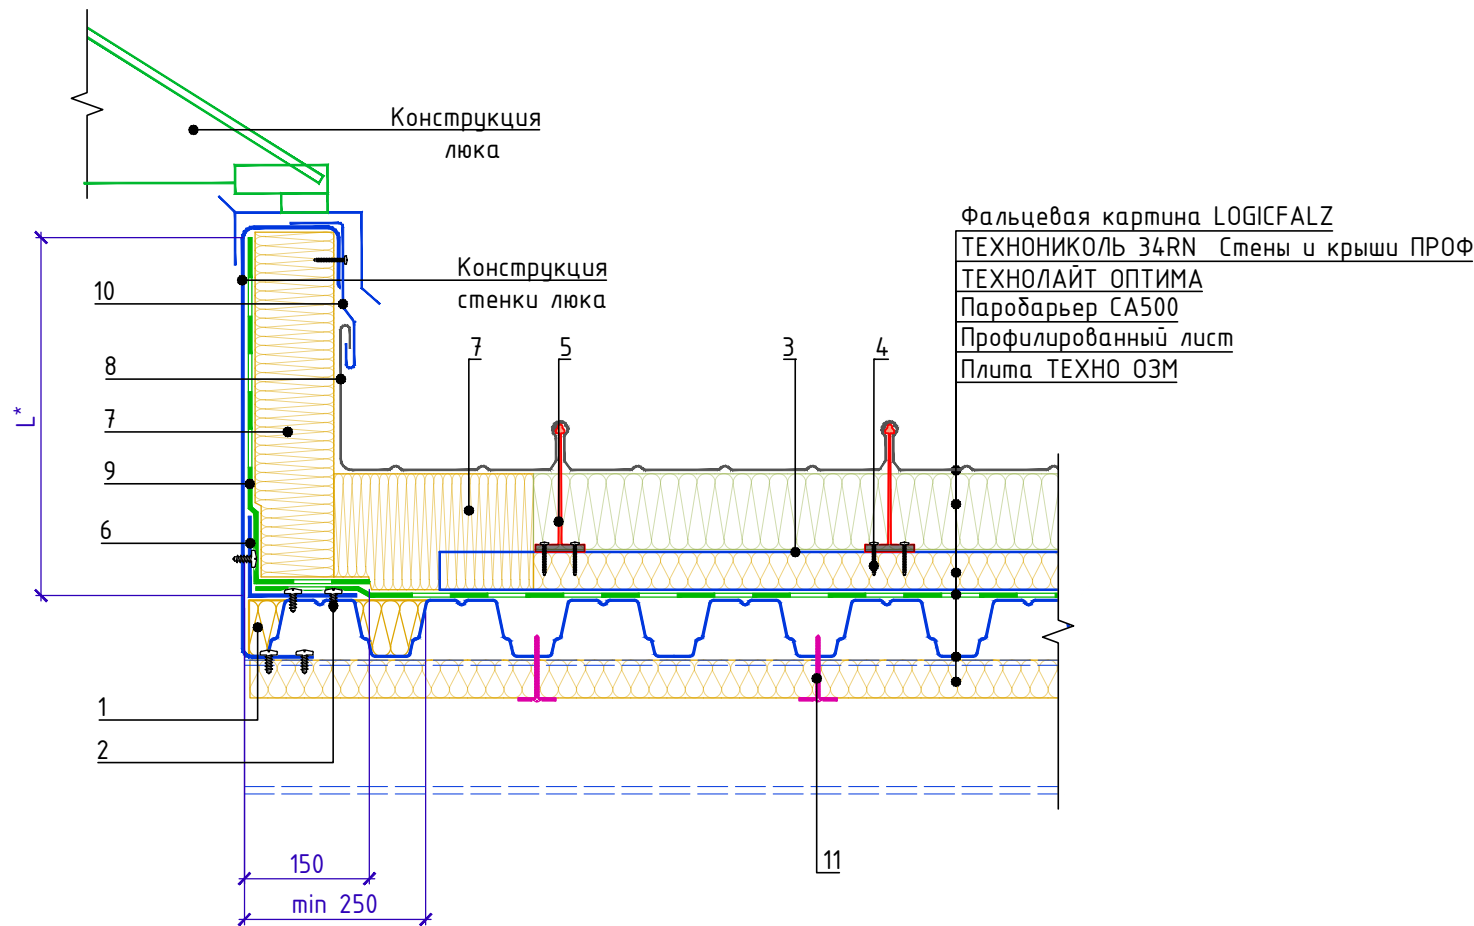 Конструкция
люка
Фальцевая картина LOGICFALZ
ТЕХНОНИКОЛЬ 34RN Стены и крыши ПРОФ
ТЕХНОЛАЙТ ОПТИМА
Паробарьер СА500
Профилированный лист
Плита ТЕХНО ОЗМ
Конструкция
стенки люка
10
8
7
9
6
1
2
7
5
3
4
11
L*
150
min 250